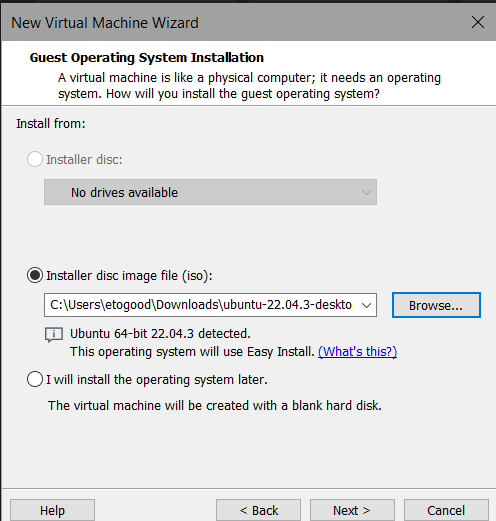 New Virtual Machine Wizard
Guest Operating System Installation
A virtual machine is like a physical computer; it needs an operating
system. How will you install the guest operating system?
Install from:
Installer disc:
No drives available
Installer disc image file (iso):
C:\Users\etogood\Downloads\ubuntu-22.04.3-deskto
Browse...
Ubuntu 64-bit 22.04.3 detected.
This operating system will use Easy Install. (What's this?)
I will install the operating system later.
The virtual machine will be created with a blank hard disk.
Help
< Back
Next >
Cancel